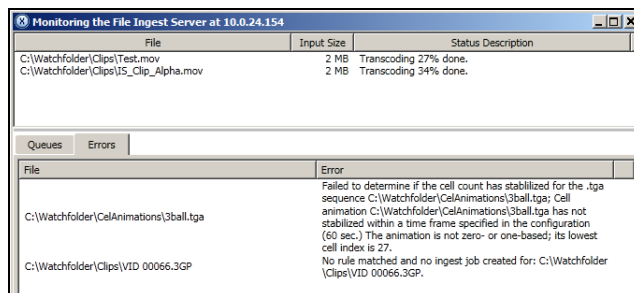 Monitoring the File Ingest Server at 10.0.24.154
File Input Size Status Description
C:\Watchfolder\Clips\Test.mov 2 MB Transcoding 27% done.
C:\Watchfolder\Clips\IS_Clip_Alpha.mov 2 MB Transcoding 34% done.
Queues Errors
File Error
Failed to determine if the cell count has stablilized for the .tga
sequence C:\Watchfolder\CelAnimations\3ball.tga; Cell
C:\Watchfolder\CelAnimations\3ball.tga animation C:\Watchfolder\CelAnimations\3ball.tga has not
stabilized within a time frame specified in the configuration
(60 sec.) The animation is not zero- or one-based; its lowest
cell index is 27.
C:\Watchfolder\Clips\VID 00066.3GP No rule matched and no ingest job created for: C:\Watchfolder
\Clips\VID 00066.3GP.